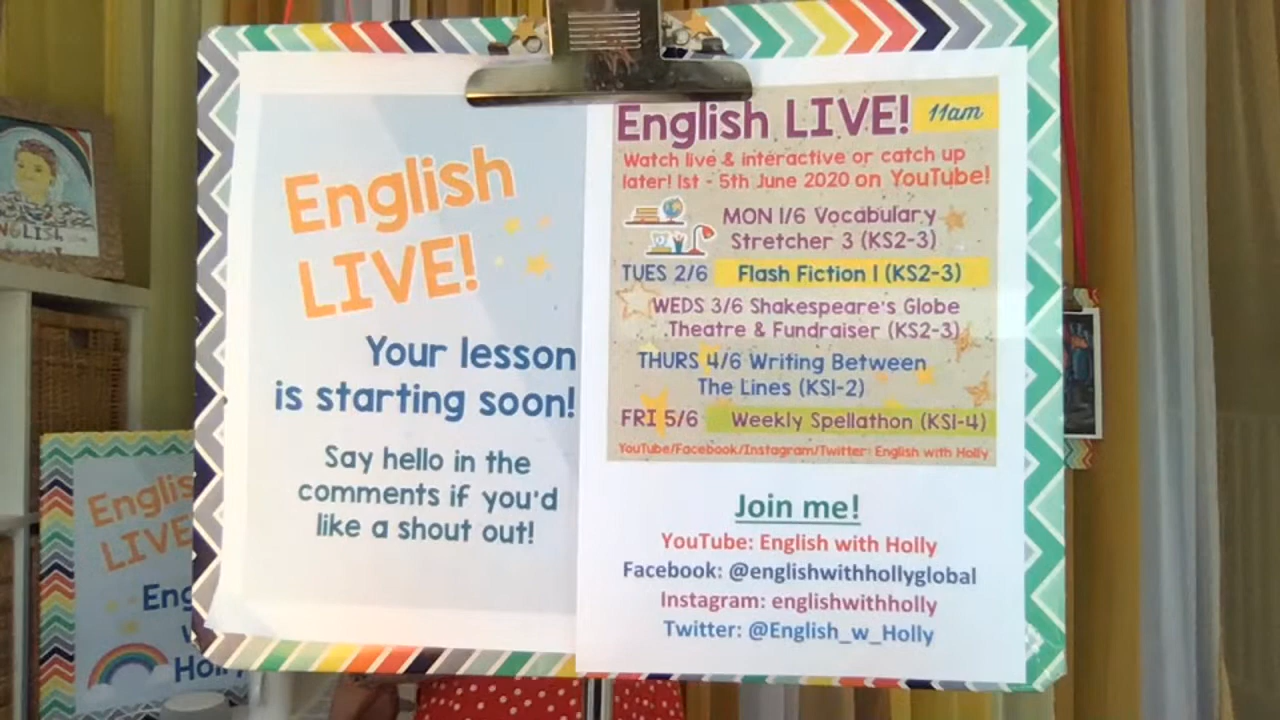 English
LIVE!
Your lesson
is starting soon!
Say hello in the
comments if you'd
like a shout out!
English LIVE! 11am
Watch live & interactive or catch up
later! 1st - 5th June 2020 on YouTube!
MON 1/6 Vocabulary
Stretcher 3 (KS2-3)
TUES 2/6 Flash Fiction 1 (KS2-3)
WEDS 3/6 Shakespeare's Globe
Theatre & Fundraiser (KS2-3)
THURS 4/6 Writing Between
The Lines (KS1-2)
FRI 5/6 Weekly Spellathon (KS1-4)
YouTube/Facebook/Instagram/Twitter: English with Holly
Join me!
YouTube: English with Holly
Facebook: @englishwithhollyglobal
Instagram: englishwithholly
Twitter: @English_w_Holly
Englis
LIVE
Eng
Holly